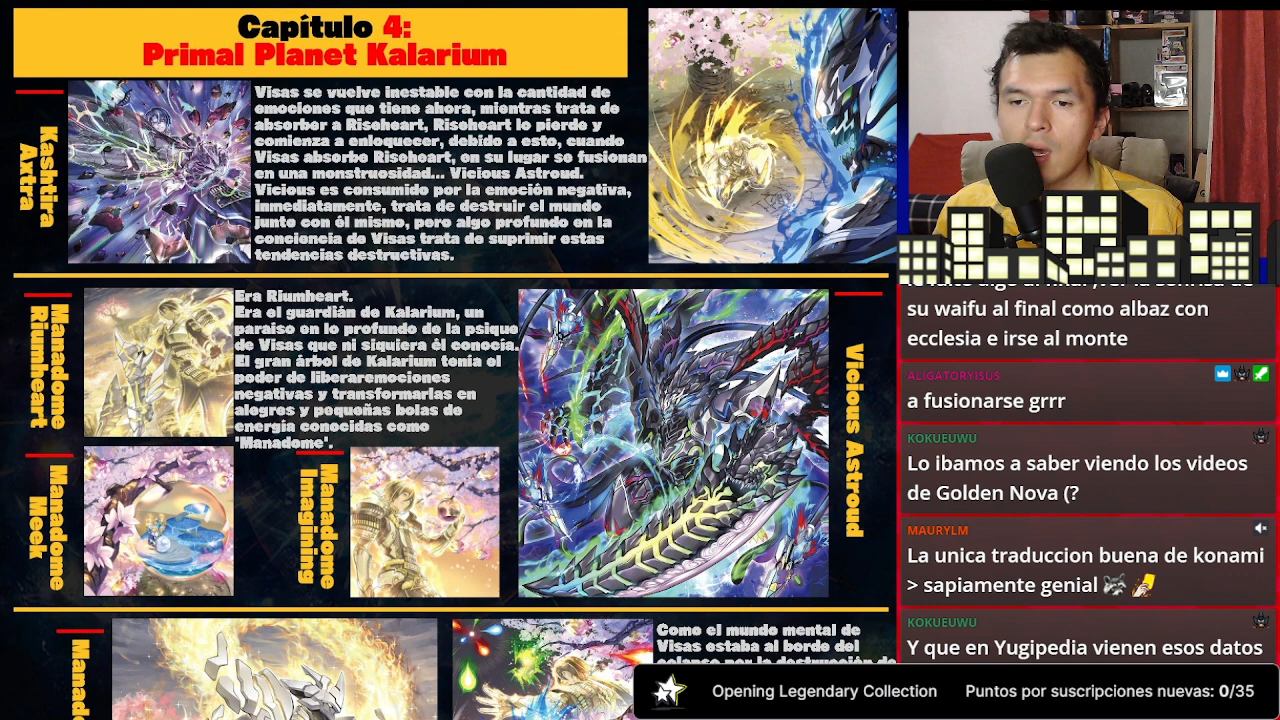 Capítulo 4:
Primal Planet Kalarium
Kashtira
Axtra
Visas se vuelve inestable con la cantidad de
emociones que tiene ahora, mientras trata de
absorber a Riseheart, Riseheart lo pierde y
comienza a enloquecer, debido a esto, cuando
Visas absorbe Riseheart, en su lugar se fusionan
en una monstruosidad... Vicious Astroud.
Vicious es consumido por la emoción negativa,
Inmediatamente, trata de destruir el mundo
junto con él mismo, pero algo profundo en la
conciencia de Visas trata de suprimir estas
tendencias destructivas.
Manadome
Riumheart
Era Riumheart.
Era el guardián de Kalarium, un
paraiso en lo profundo de la psique
de Visas que ni siquiera él conocía.
El gran árbol de Kalarium tenía el
poder de liberaremociones
negativas y transformarlas en
alegres y pequeñas bolas de
energía conocidas como
'Manadome'.
Manadome
Meek
Manadome
Imagining
Vicious Astroud
Como el mundo mental de
Visas estaba al borde del
colapso por la destrucción de
su waifu al final como albaz con
ecclesia e irse al monte
ALIGATORYISUS
a fusionarse grrr
KOKUEUWU
Lo ibamos a saber viendo los videos
de Golden Nova (?
MAURYLM
La unica traduccion buena de konami
> sapiamente genial
KOKUEUWU
Y que en Yugipedia vienen esos datos
Opening Legendary Collection
Puntos por suscripciones nuevas: 0/35